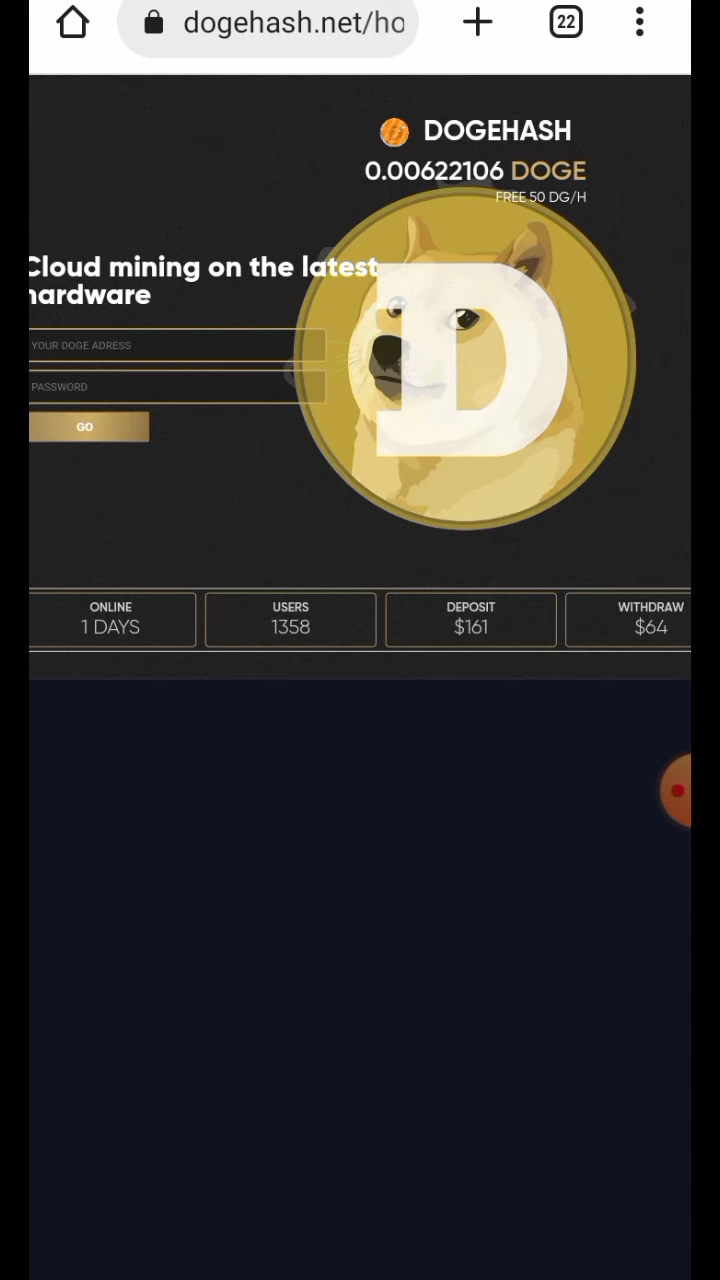 dogehash.net/ho
22
DOGEHASH
0.00622106 DOGE
FREE 50 DG/H
Cloud mining on the latest
hardware
YOUR DOGE ADRESS
PASSWORD
GO
D
ONLINE
1 DAYS
USERS
1358
DEPOSIT
$161
WITHDRAW
$64